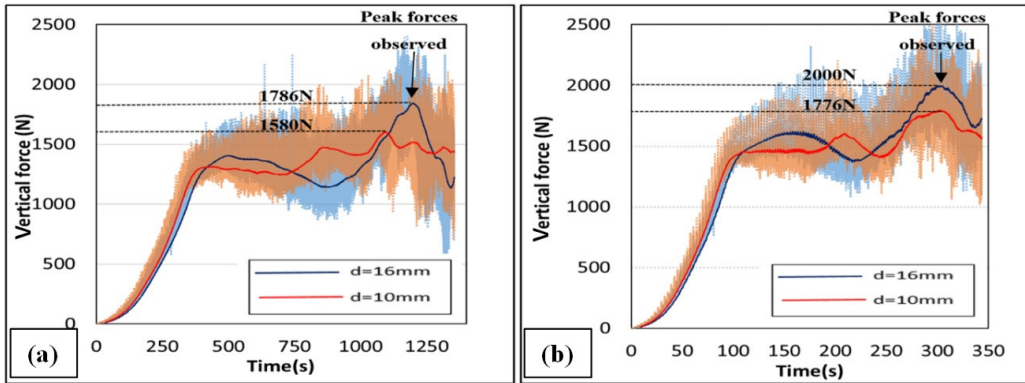 Peak forces
observed
2500
2000
1500
1000
500
0
1786N
1580N
Vertical force (N)
d=16mm
d=10mm
0 250 500 750 1000 1250
Time(s)
(a)
Peak forces
observed
2500
2000
1500
1000
500
0
2000N
1776N
Vertical force (N)
d=16mm
d=10mm
0 50 100 150 200 250 300 350
Time(s)
(b)